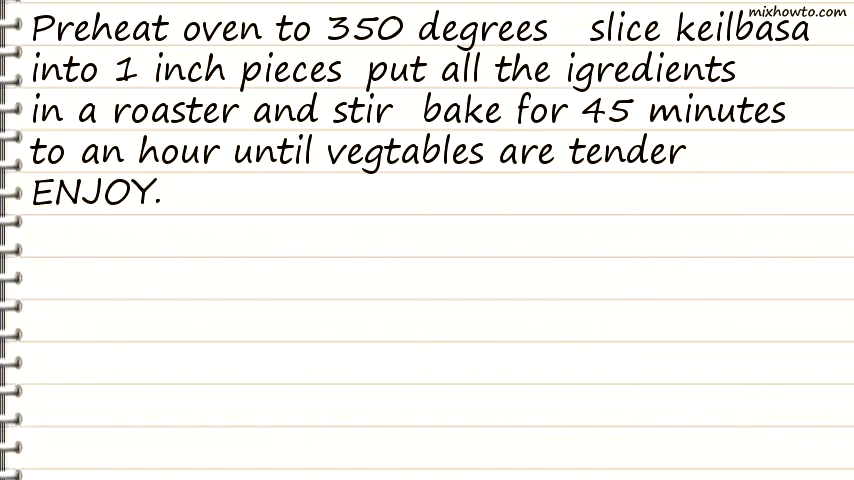 mixhowto.com
Preheat oven to 350 degrees   slice keilbasa
into 1 inch pieces  put all the igredients
in a roaster and stir  bake for 45 minutes
to an hour until vegtables are tender
ENJOY.